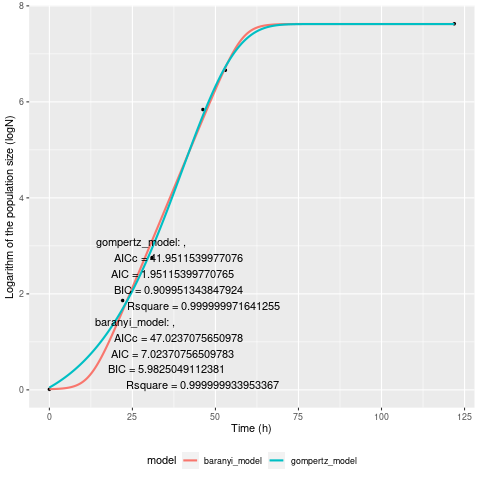 8
6
4
2
0
Logarithm of the population size (logN)
gompertz_model: ,
AICc = 41.9511539977076
AIC = 1.95115399770765
BIC = 0.909951343847924
Rsquare = 0.999999971641255
baranyi_model: ,
AICc = 47.0237075650978
AIC = 7.02370756509783
BIC = 5.9825049112381
Rsquare = 0.999999933953367
0 25 50 75 100 125
Time (h)
model baranyi_model gompertz_model